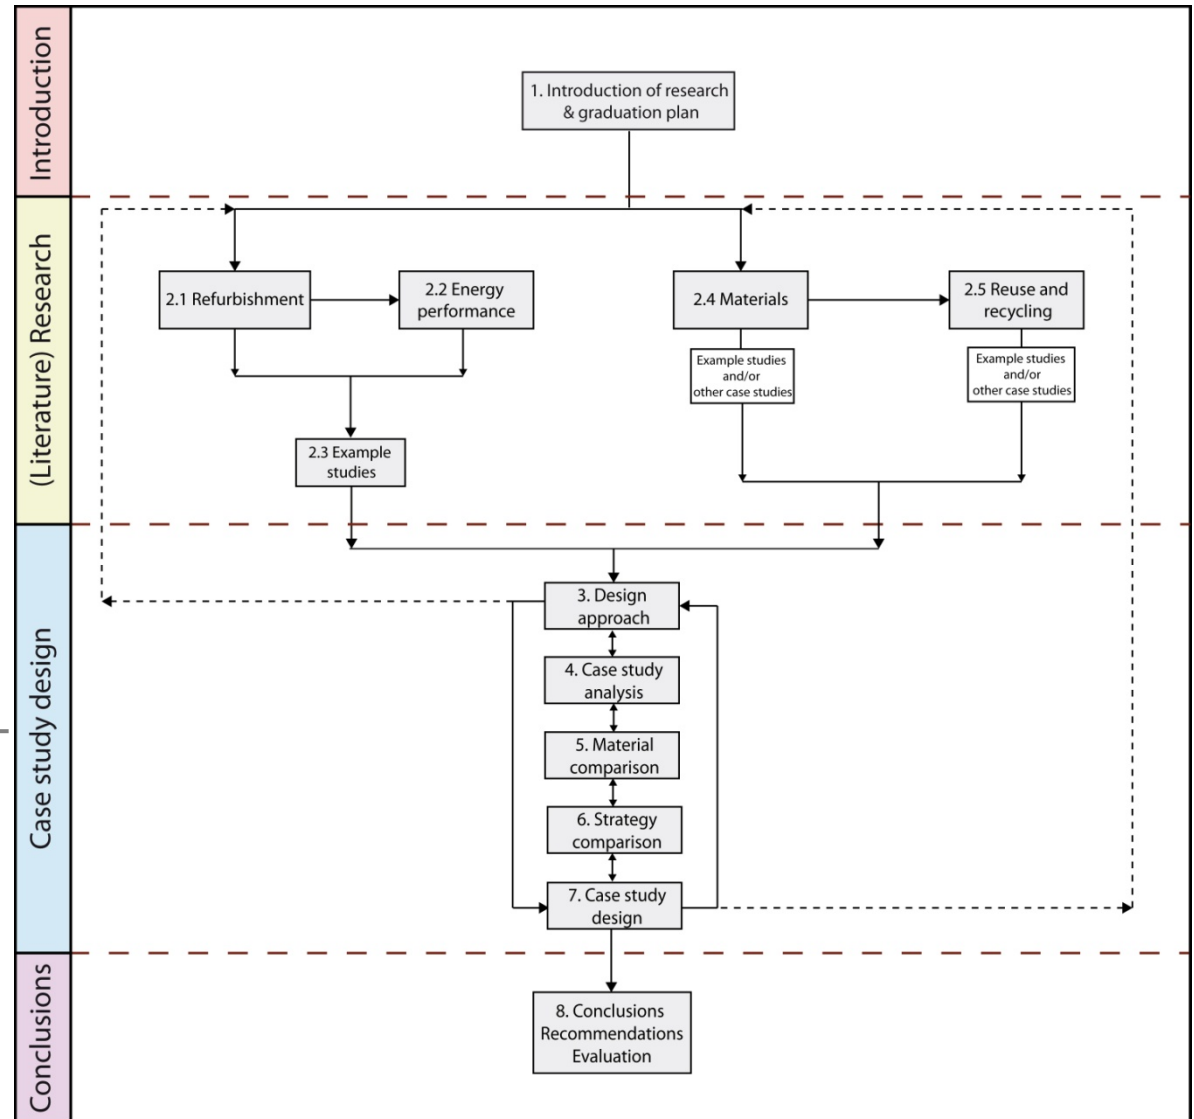 Introduction
1. Introduction of research
& graduation plan
(Literature) Research
2.1 Refurbishment
2.2 Energy
performance
2.3 Example
studies
2.4 Materials
Example studies
and/or
other case studies
2.5 Reuse and
recycling
Example studies
and/or
other case studies
Case study design
3. Design
approach
4. Case study
analysis
5. Material
comparison
6. Strategy
comparison
7. Case study
design
Conclusions
8. Conclusions
Recommendations
Evaluation